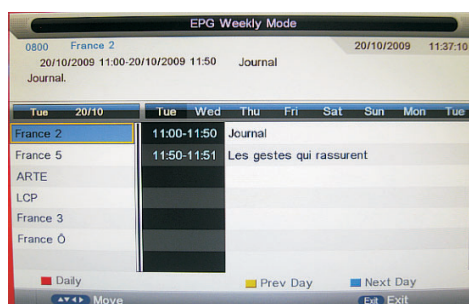 EPG Weekly Mode
0800 France 2 20/10/2009 11:37:10
20/10/2009 11:00-20/10/2009 11:50 Journal
Journal.
Tue 20/10 Tue Wed Thu Fri Sat Sun Mon Tue
France 2 11:00-11:50 Journal
France 5 11:50-11:51 Les gestes qui rassurent
ARTE
LCP
France 3
France Ô
Daily Prev Day Next Day
Move Exit Exit